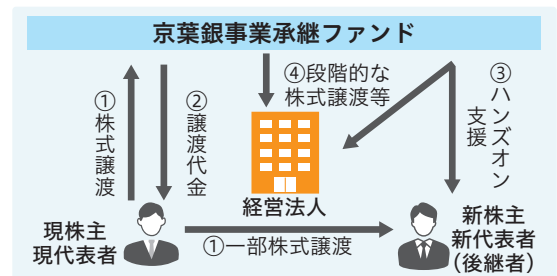 京葉銀事業承継ファンド
①株式譲渡
②譲渡代金
④段階的な
株式譲渡等
③ハンズオン
支援
経営法人
現株主
現代表者
①一部株式譲渡
新株主
新代表者
(後継者)